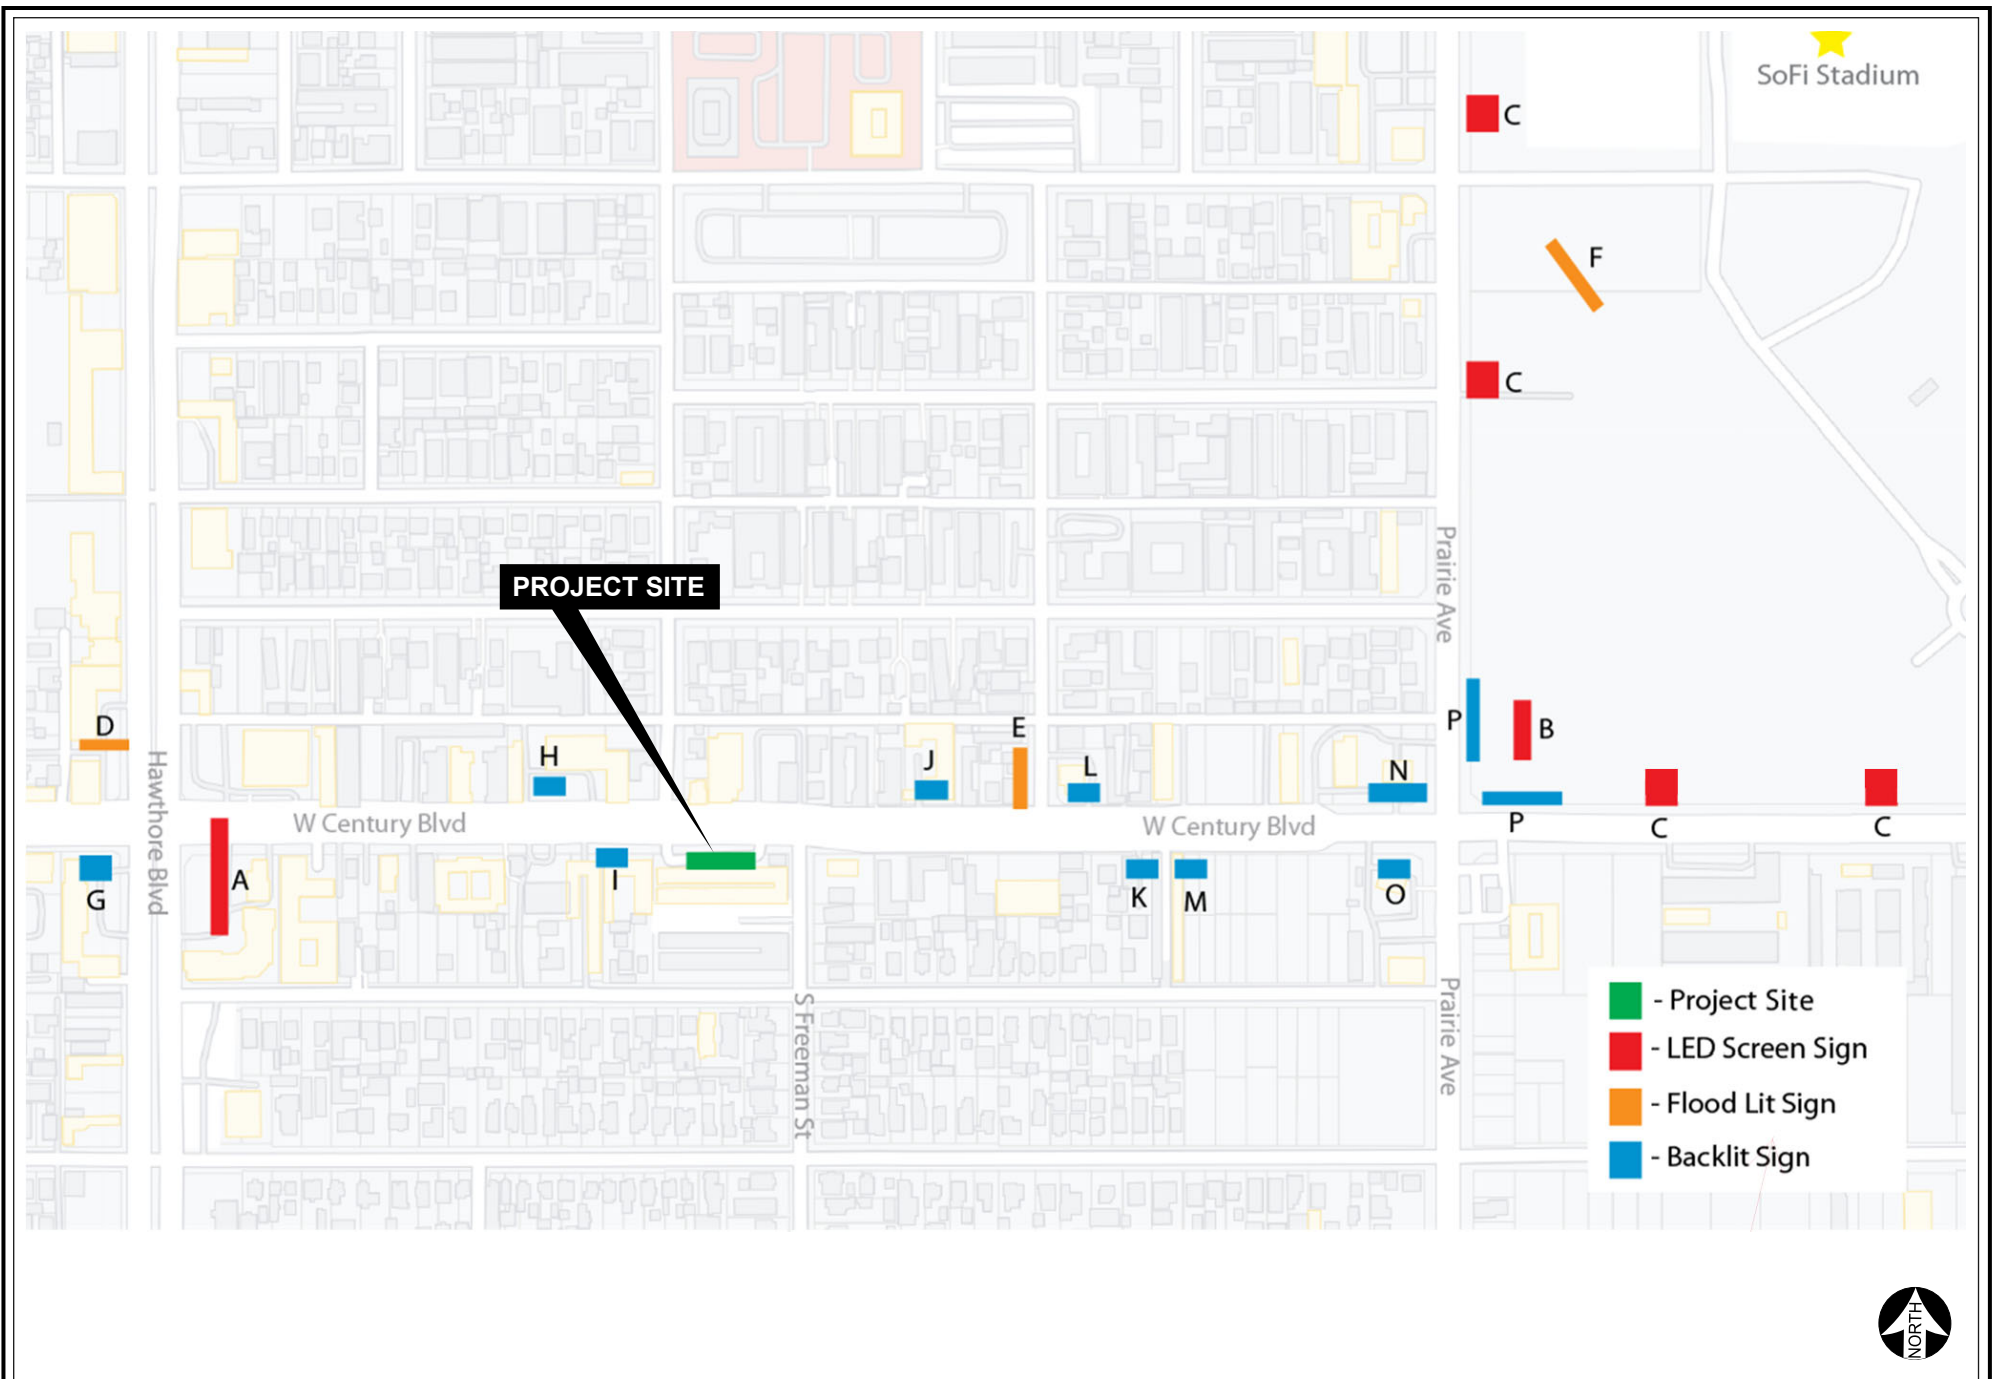 SoFi Stadium
C
F
C
PROJECT SITE
Prairie Ave
D
E
P
B
H
J
L
N
Hawthore Blvd
W Century Blvd
W Century Blvd
P
C
C
G
A
I
K
M
O
S Freeman St
Prairie Ave
- Project Site
- LED Screen Sign
- Flood Lit Sign
- Backlit Sign
NORTH